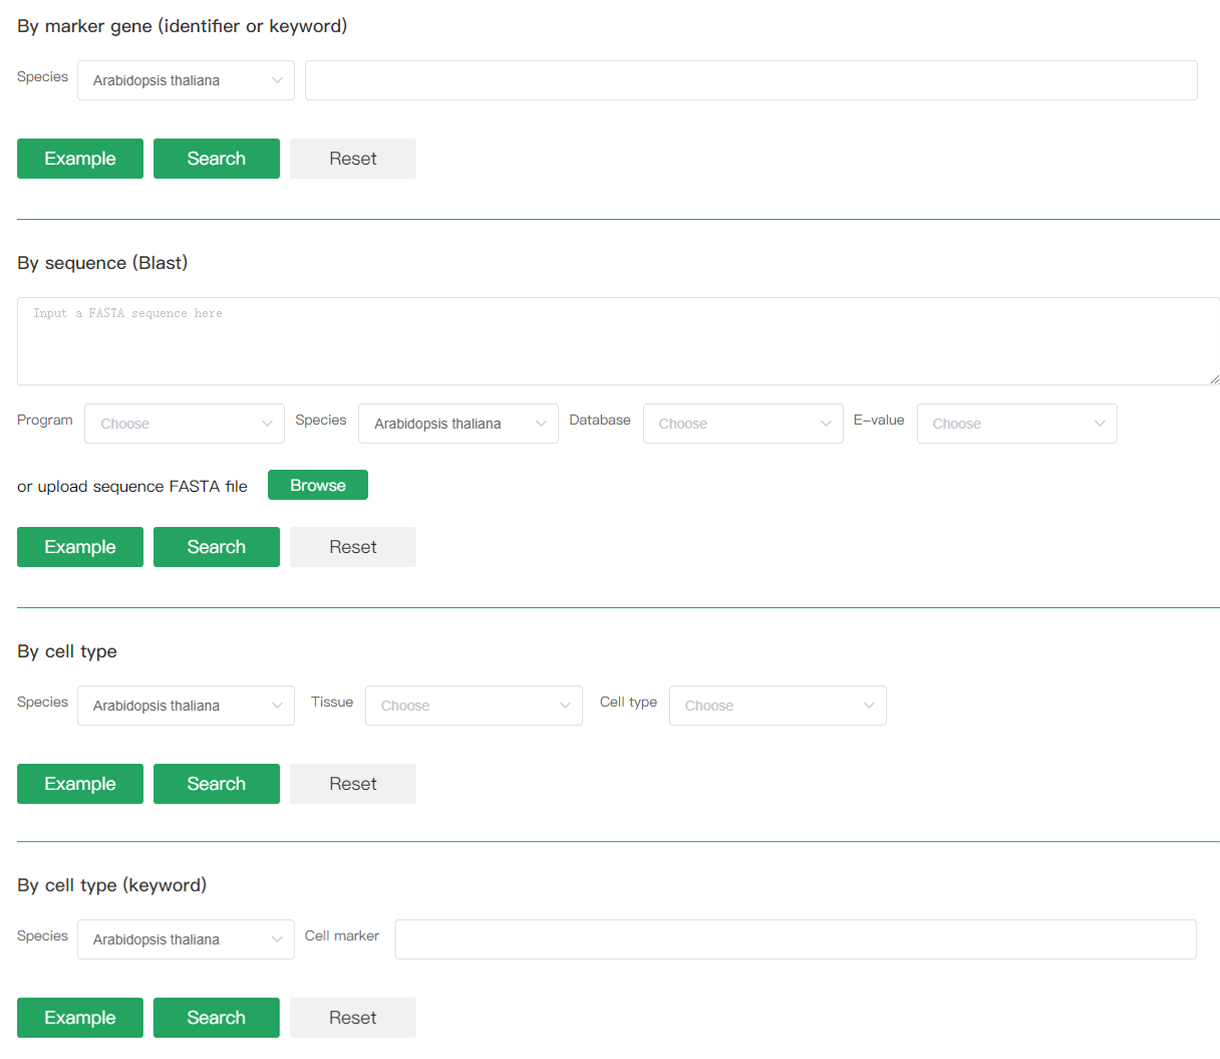 By marker gene (identifier or keyword)
Species Arabidopsis thaliana
Example Search Reset
By sequence (Blast)
Input a FASTA sequence here
Program Choose Species Arabidopsis thaliana Database Choose E-value Choose
or upload sequence FASTA file Browse
Example Search Reset
By cell type
Species Arabidopsis thaliana Tissue Choose Cell type Choose
Example Search Reset
By cell type (keyword)
Species Arabidopsis thaliana Cell marker
Example Search Reset